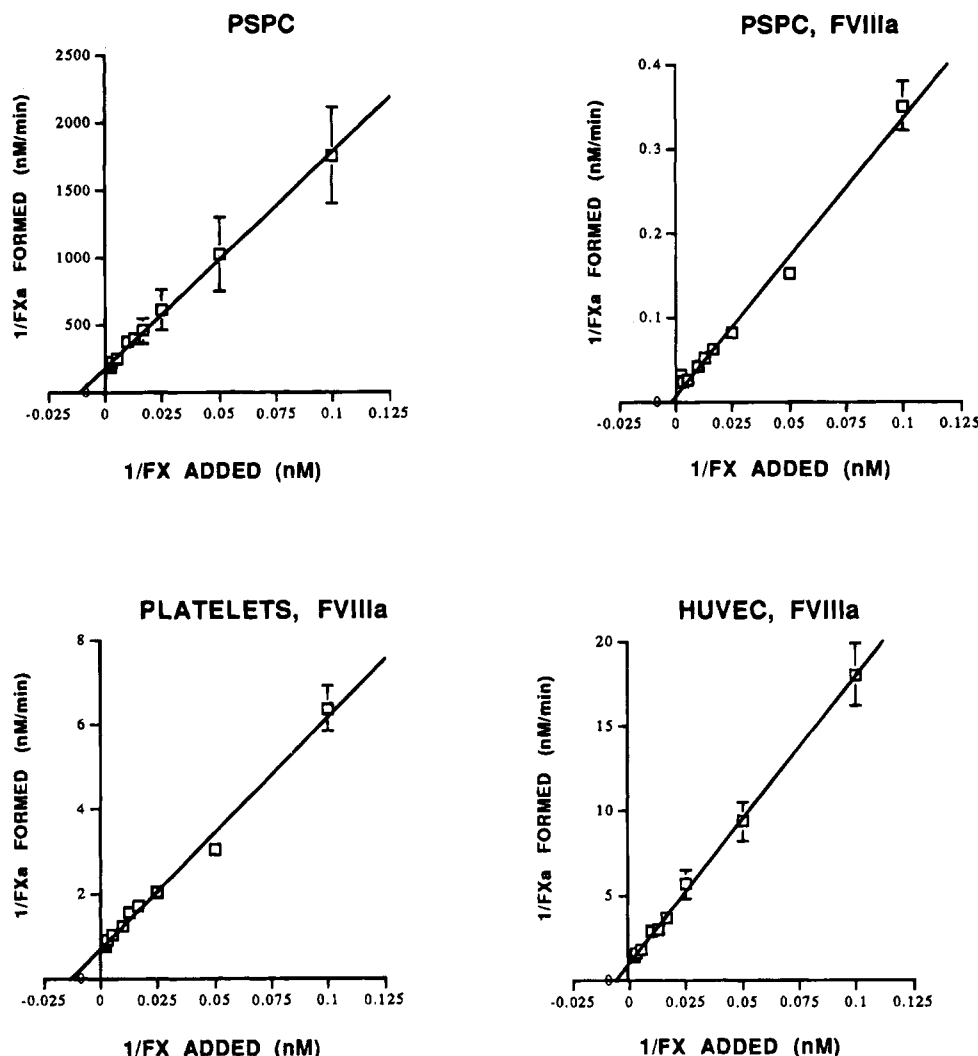 PSPC
1/FXa FORMED (nM/min)
2500
2000
1500
1000
500
0
-0.025 0 0.025 0.05 0.075 0.1 0.125
1/FX ADDED (nM)
PSPC, FVIIIa
1/FXa FORMED (nM/min)
0.4
0.3
0.2
0.1
0
-0.025 0 0.025 0.05 0.075 0.1 0.125
1/FX ADDED (nM)
PLATELETS, FVIIIa
1/FXa FORMED (nM/min)
8
6
4
2
0
-0.025 0 0.025 0.05 0.075 0.1 0.125
1/FX ADDED (nM)
HUVEC, FVIIIa
1/FXa FORMED (nM/min)
20
15
10
5
0
-0.025 0 0.025 0.05 0.075 0.1 0.125
1/FX ADDED (nM)